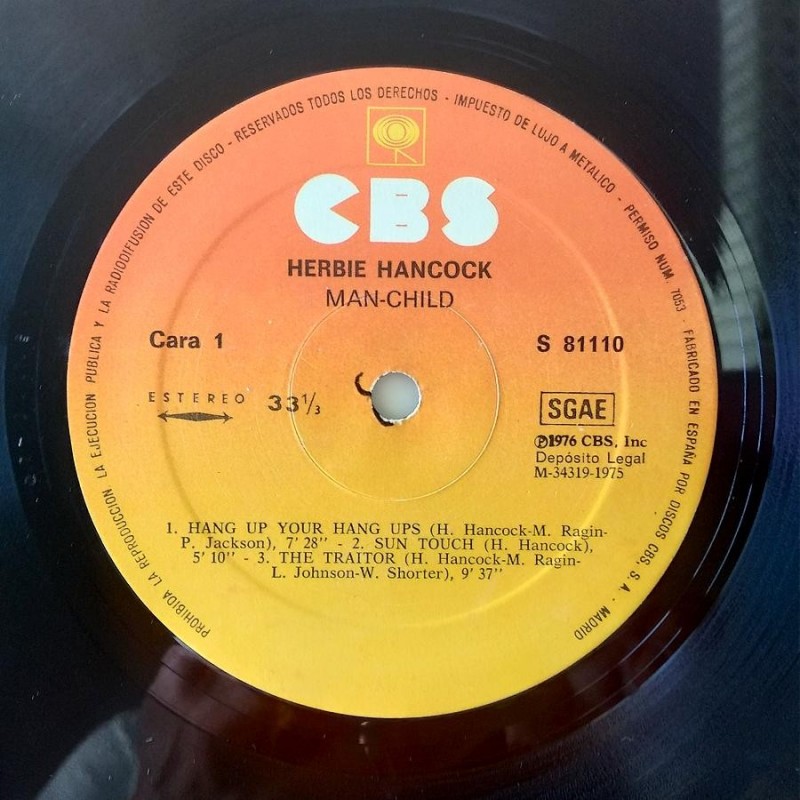 PROHIBIDA LA REPRODUCCION LA EJECUCION PUBLICA Y LA RADIODIFUSION DE ESTE DISCO - RESERVADOS TODOS LOS DERECHOS - IMPUESTO DE LUJO A METALICO - PERMISO NUM. 7053 - FABRICADO EN ESPAÑA POR DISCOS CBS, S. A. - MADRID
CBS
HERBIE HANCOCK
MAN-CHILD
Cara 1
S 81110
ESTEREO 33 1/3
SGAE
Ⓟ1976 CBS, Inc
Depósito Legal
M-34319-1975
1. HANG UP YOUR HANG UPS (H. Hancock-M. Ragin-
P. Jackson), 7' 28'' - 2. SUN TOUCH (H. Hancock),
5' 10'' - 3. THE TRAITOR (H. Hancock-M. Ragin-
L. Johnson-W. Shorter), 9' 37''